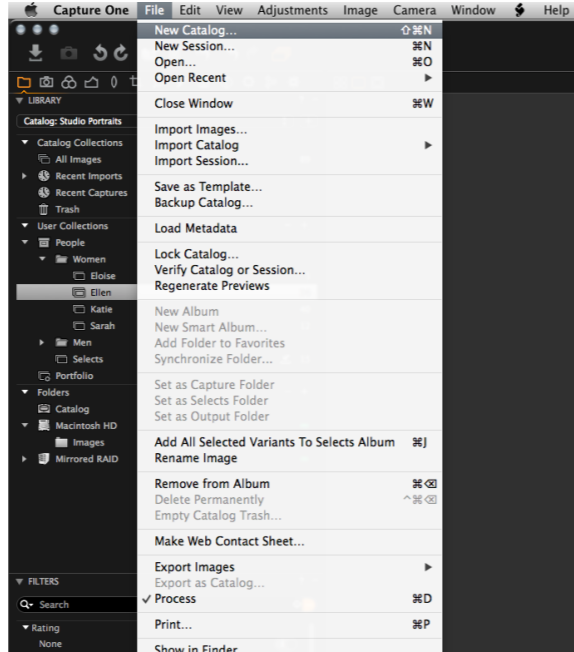 Capture One File Edit View Adjustments Image Camera Window Help
New Catalog... ⇧⌘N
New Session... ⌘N
Open... ⌘O
Open Recent
Close Window ⌘W
Import Images...
Import Catalog
Import Session...
Save as Template...
Backup Catalog...
Load Metadata
Lock Catalog...
Verify Catalog or Session...
Regenerate Previews
New Album
New Smart Album...
Add Folder to Favorites
Synchronize Folder...
Set as Capture Folder
Set as Selects Folder
Set as Output Folder
Add All Selected Variants To Selects Album ⌘J
Rename Image
Remove from Album ⌘⌫
Delete Permanently ^⌘⌫
Empty Catalog Trash...
Make Web Contact Sheet...
Export Images
Export as Catalog...
✓ Process ⌘D
Print... ⌘P
Show in Finder
LIBRARY
Catalog: Studio Portraits
Catalog Collections
All Images
Recent Imports
Recent Captures
Trash
User Collections
People
Women
Eloise
Ellen
Katie
Sarah
Men
Selects
Portfolio
Folders
Catalog
Macintosh HD
Images
Mirrored RAID
FILTERS
Search
Rating
None